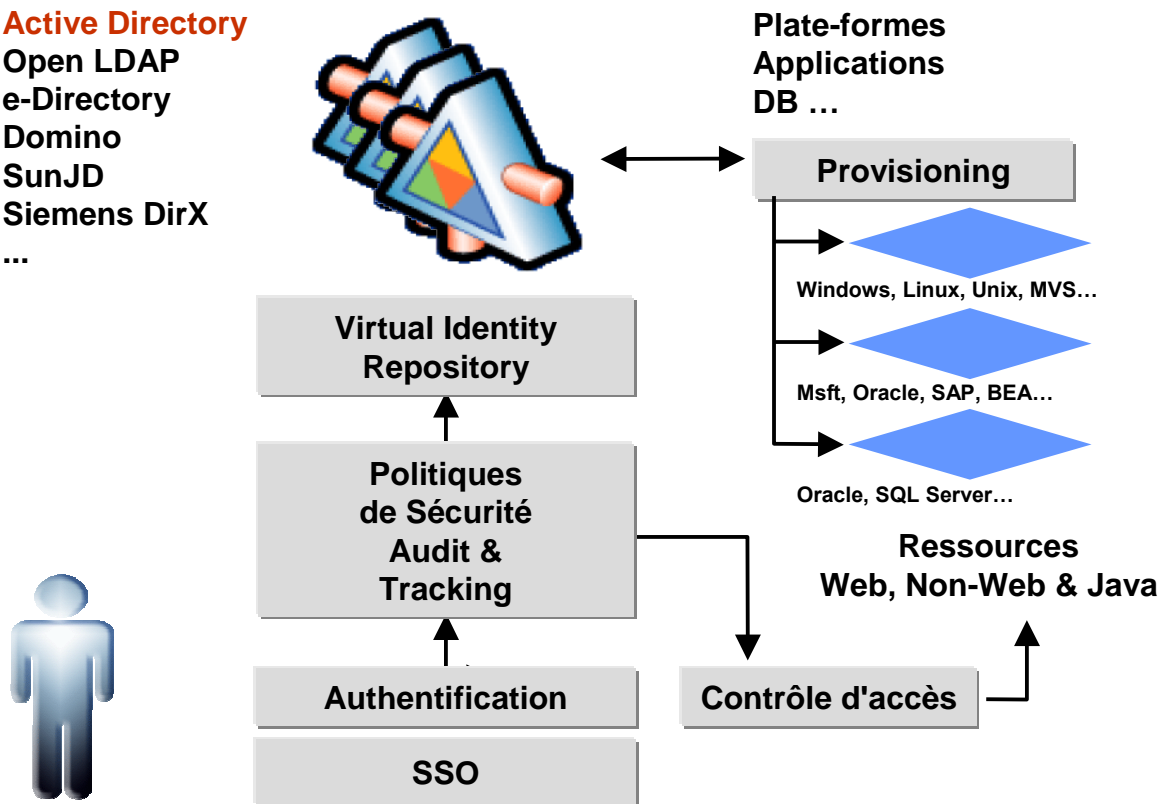 Active Directory
Open LDAP
e-Directory
Domino
SunJD
Siemens DirX
...
Plate-formes
Applications
DB …
Provisioning
Windows, Linux, Unix, MVS…
Msft, Oracle, SAP, BEA…
Oracle, SQL Server…
Virtual Identity
Repository
Politiques
de Sécurité
Audit &
Tracking
Ressources
Web, Non-Web & Java
Authentification
Contrôle d'accès
SSO